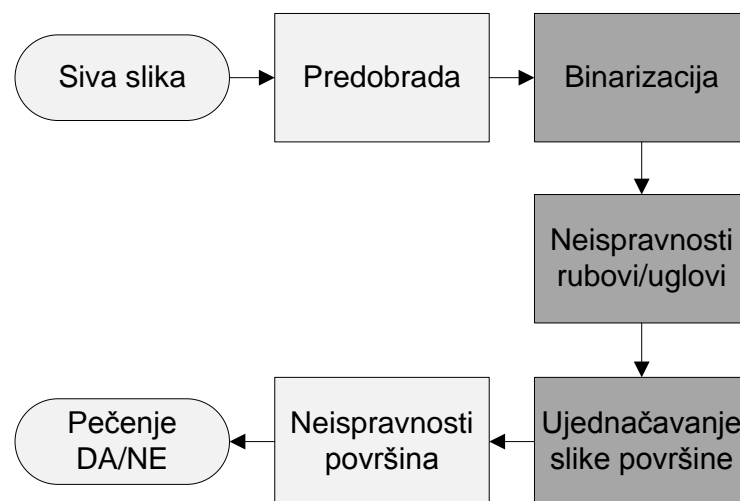 Siva slika
Predobrada
Binarizacija
Neispravnosti
rubovi/uglovi
Ujednačavanje
slike površine
Neispravnosti
površina
Pečenje
DA/NE